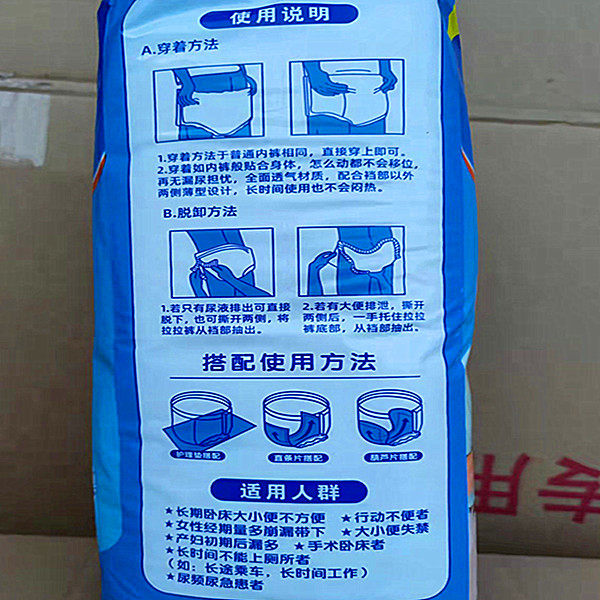 使用说明
A.穿着方法
1.穿着方法于普通内裤相同，直接穿上即可。
2.穿着如内裤般贴合身体，怎么动都不会移位，
再无漏尿担忧，全面透气材质，配合裆部以外
两侧薄型设计，长时间使用也不会闷热。
B.脱卸方法
1.若只有尿液排出可直接
脱下，也可撕开两侧，将
拉拉裤从裆部抽出。
2.若有大便排泄，撕开
两侧后，一手托住拉拉
裤底部，从裆部抽出。
搭配使用方法
护理垫搭配
直条片搭配
葫芦片搭配
适用人群
★长期卧床大小便不方便 ★行动不便者
★女性经期量多崩漏带下 ★大小便失禁
★产妇初期后漏多 ★手术卧床者
★长时间不能上厕所者
（如：长途乘车，长时间工作）
★尿频尿急患者
专用